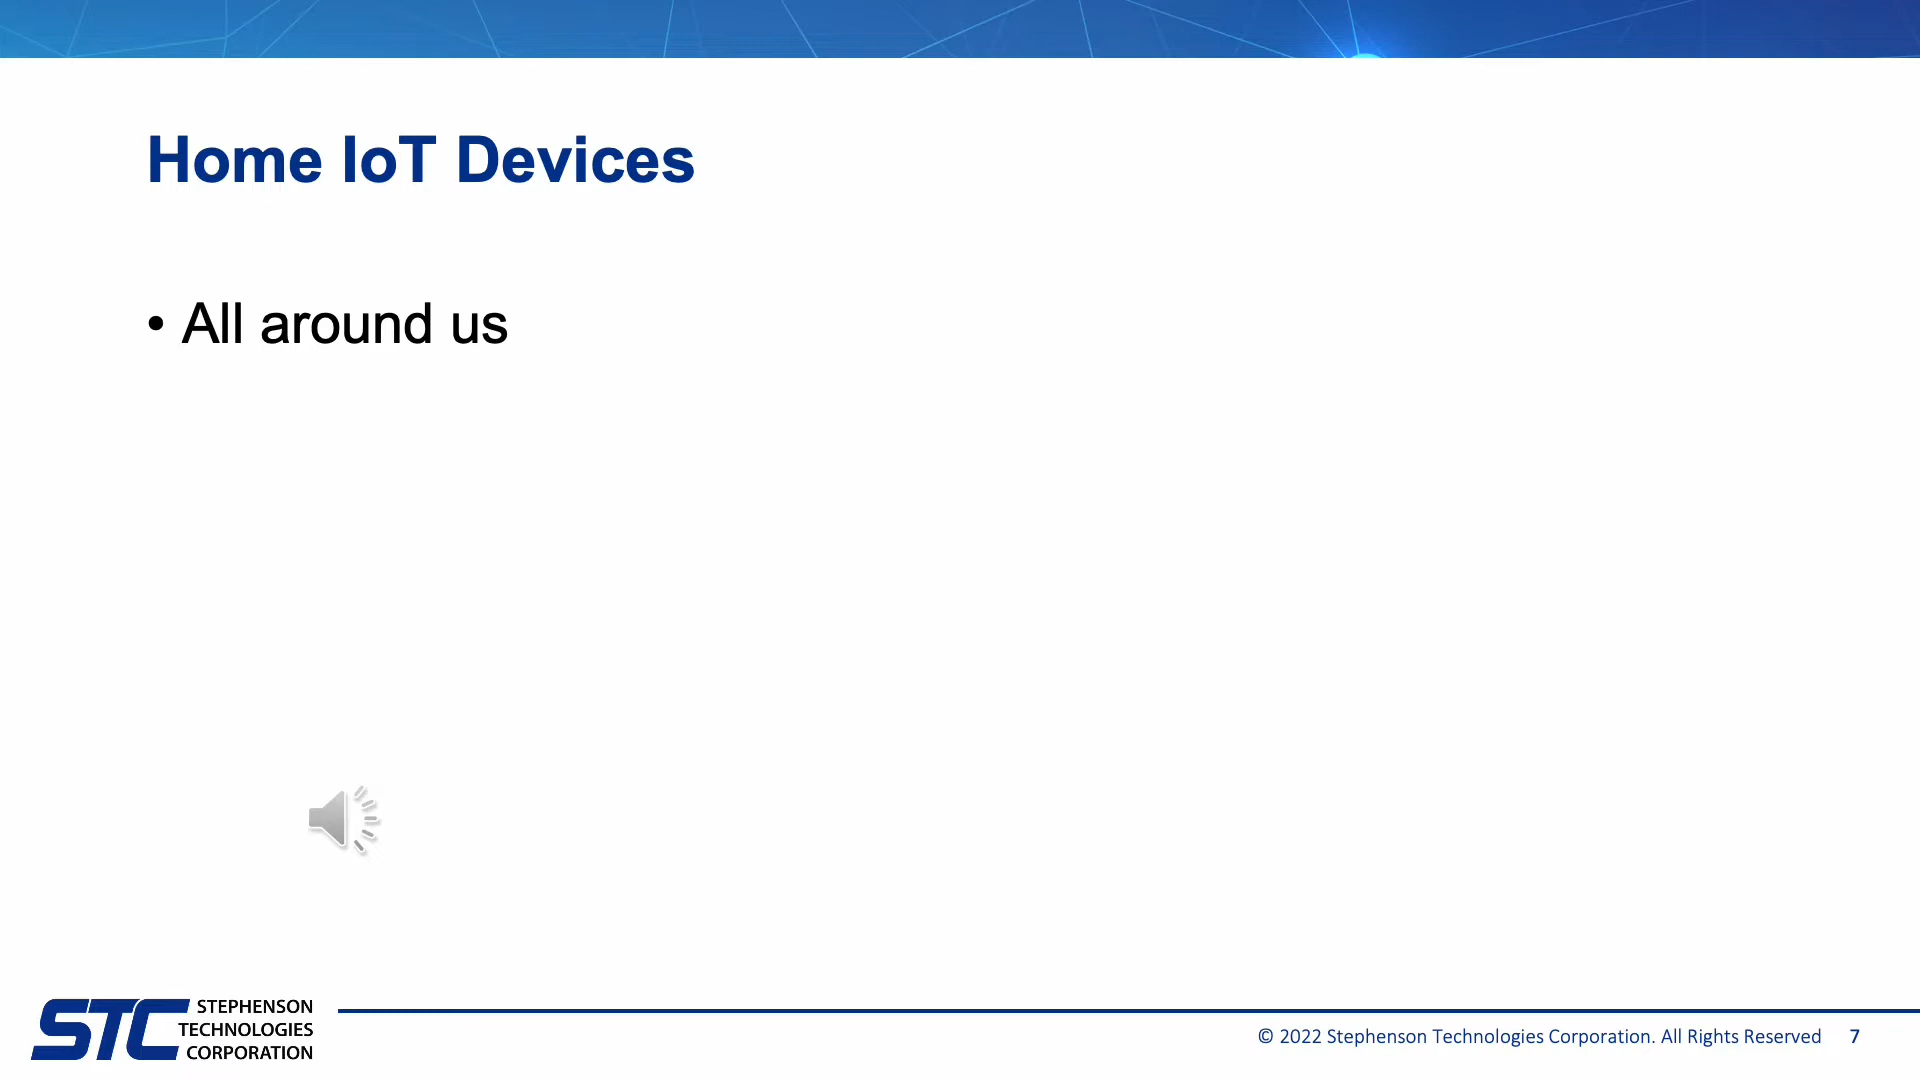 Home IoT Devices
• All around us
STC
STEPHENSON
TECHNOLOGIES
CORPORATION
© 2022 Stephenson Technologies Corporation. All Rights Reserved 7